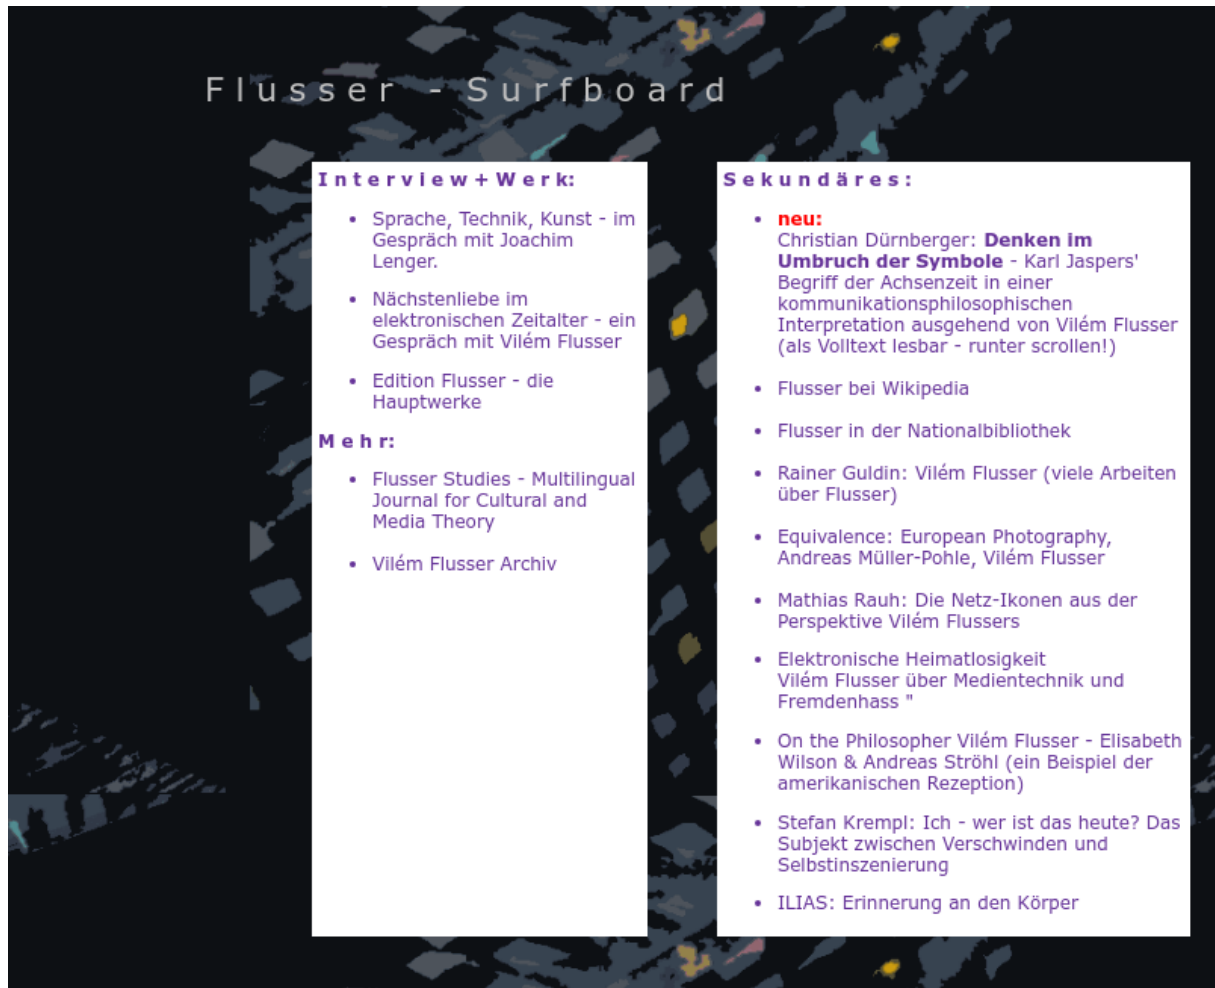 Flusser - Surfboard
Interview+Werk:
Sprache, Technik, Kunst - im
Gespräch mit Joachim
Lenger.
Nächstenliebe im
elektronischen Zeitalter - ein
Gespräch mit Vilém Flusser
Edition Flusser - die
Hauptwerke
Mehr:
Flusser Studies - Multilingual
Journal for Cultural and
Media Theory
Vilém Flusser Archiv
Sekundäres:
neu:
Christian Dürnberger: Denken im
Umbruch der Symbole - Karl Jaspers'
Begriff der Achsenzeit in einer
kommunikationsphilosophischen
Interpretation ausgehend von Vilém Flusser
(als Volltext lesbar - runter scrollen!)
Flusser bei Wikipedia
Flusser in der Nationalbibliothek
Rainer Guldin: Vilém Flusser (viele Arbeiten
über Flusser)
Equivalence: European Photography,
Andreas Müller-Pohle, Vilém Flusser
Mathias Rauh: Die Netz-Ikonen aus der
Perspektive Vilém Flussers
Elektronische Heimatlosigkeit
Vilém Flusser über Medientechnik und
Fremdenhass "
On the Philosopher Vilém Flusser - Elisabeth
Wilson & Andreas Ströhl (ein Beispiel der
amerikanischen Rezeption)
Stefan Krempl: Ich - wer ist das heute? Das
Subjekt zwischen Verschwinden und
Selbstinszenierung
ILIAS: Erinnerung an den Körper